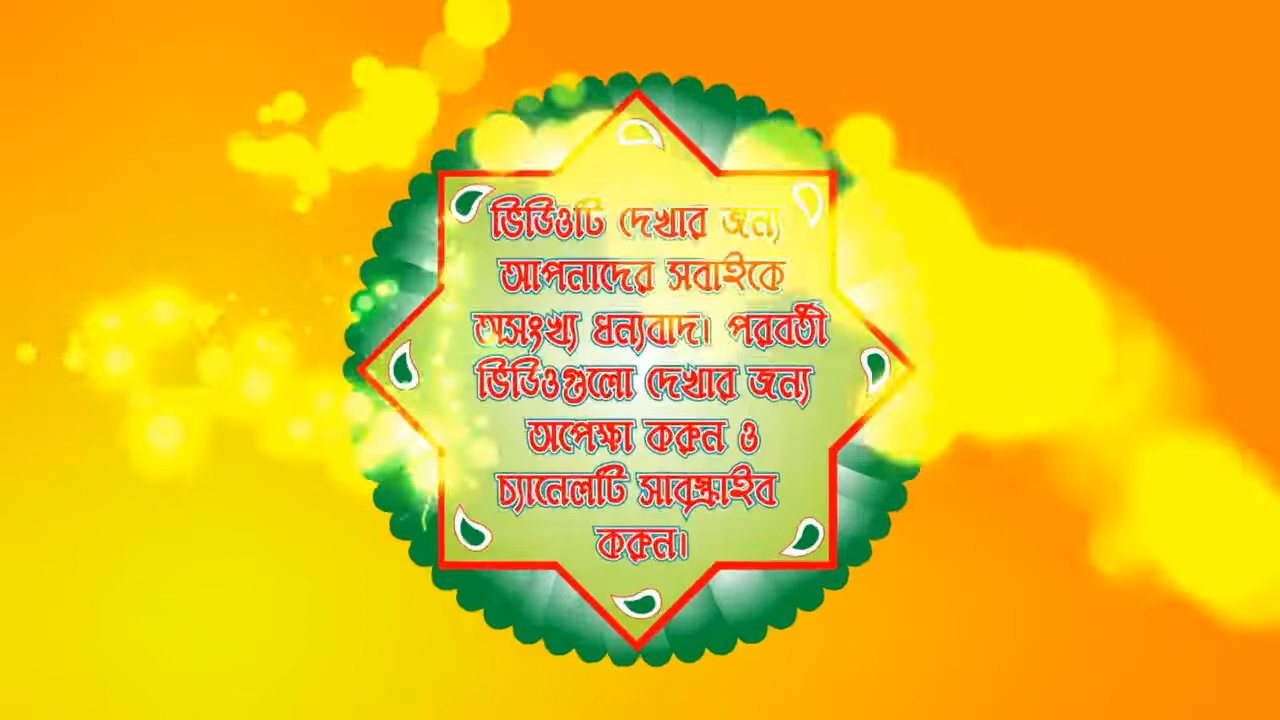 ভিডিওটি দেখার জন্য
আপনাদের সবাইকে
অসংখ্য ধন্যবাদ। পরবর্তী
ভিডিওগুলো দেখার জন্য
অপেক্ষা করুন ও
চ্যানেলটি সাবস্ক্রাইব
করুন।